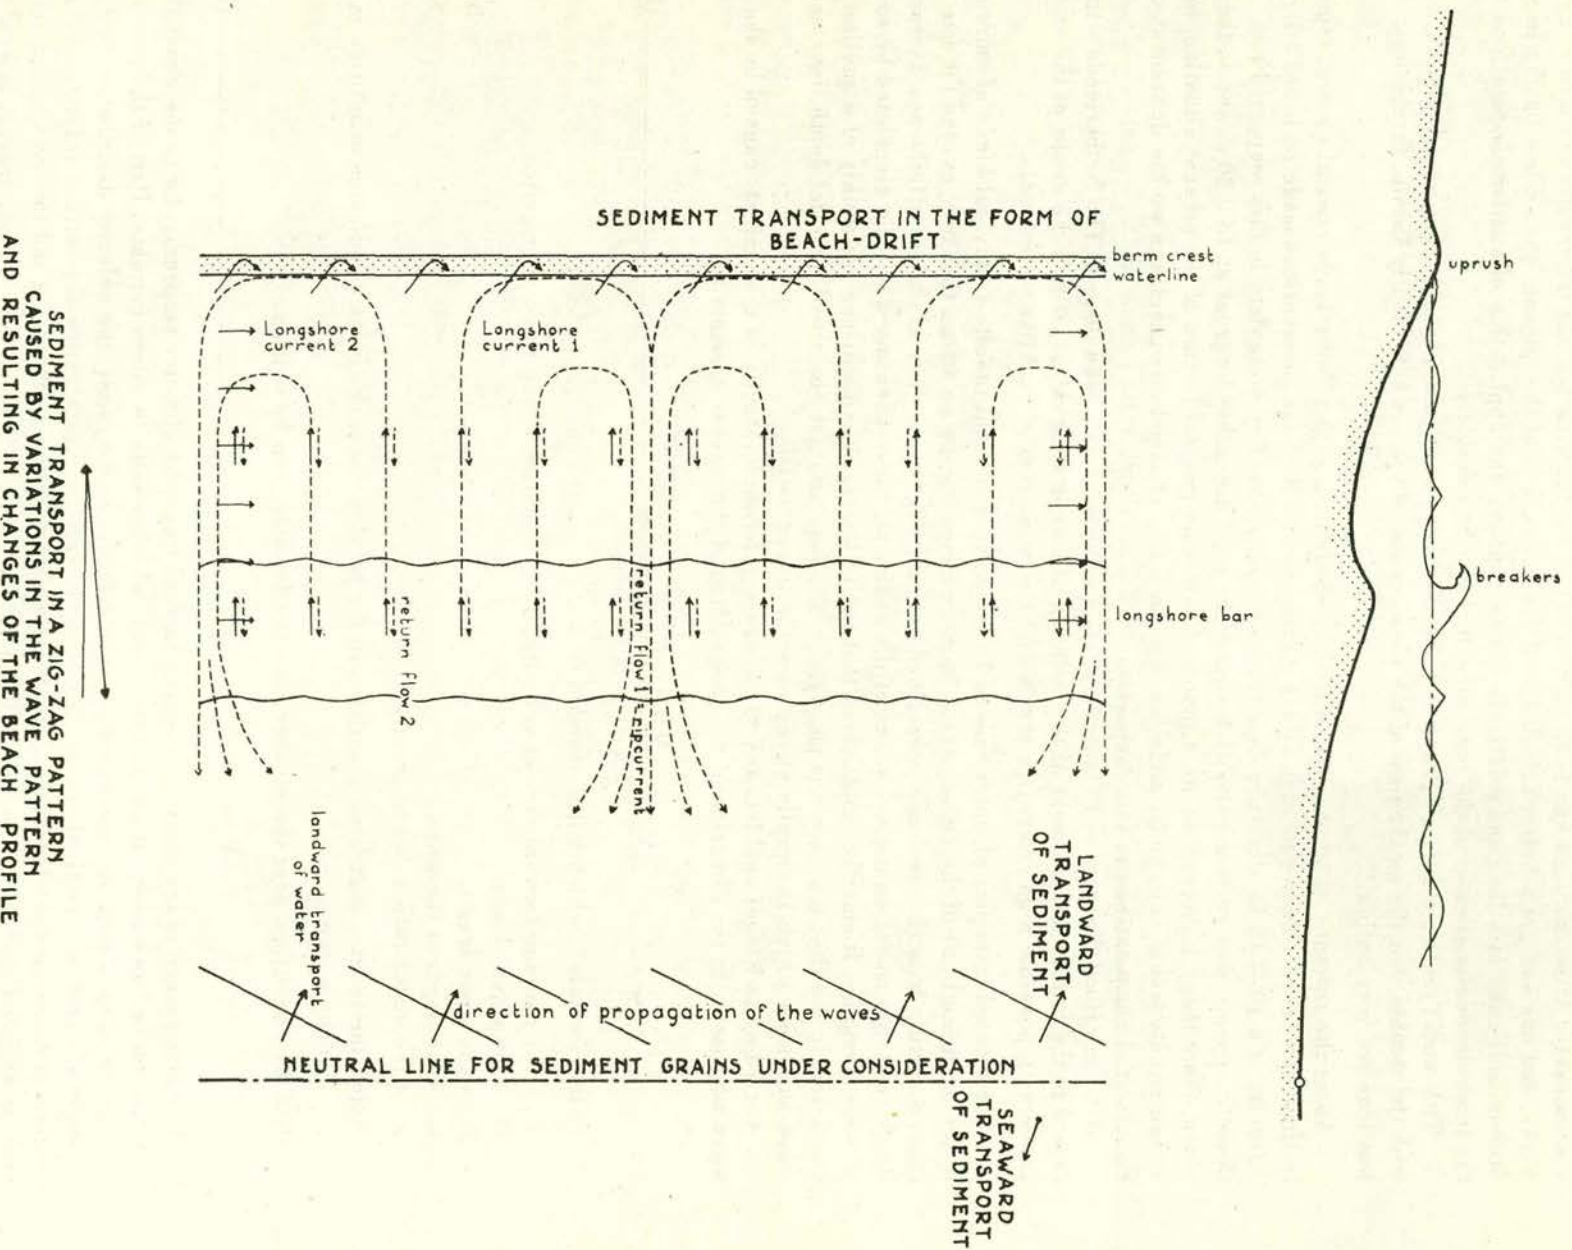 SEDIMENT TRANSPORT IN THE FORM OF
BEACH-DRIFT
berm crest
waterline
uprush
Longshore
current 2
Longshore
current 1
breakers
longshore bar
return flow 2
return flow 1 = ripcurrent
landward transport
of water
LANDWARD
TRANSPORT
OF SEDIMENT
direction of propagation of the waves
NEUTRAL LINE FOR SEDIMENT GRAINS UNDER CONSIDERATION
SEAWARD
TRANSPORT
OF SEDIMENT
SEDIMENT TRANSPORT IN A ZIG-ZAG PATTERN
CAUSED BY VARIATIONS IN THE WAVE PATTERN
AND RESULTING IN CHANGES OF THE BEACH PROFILE